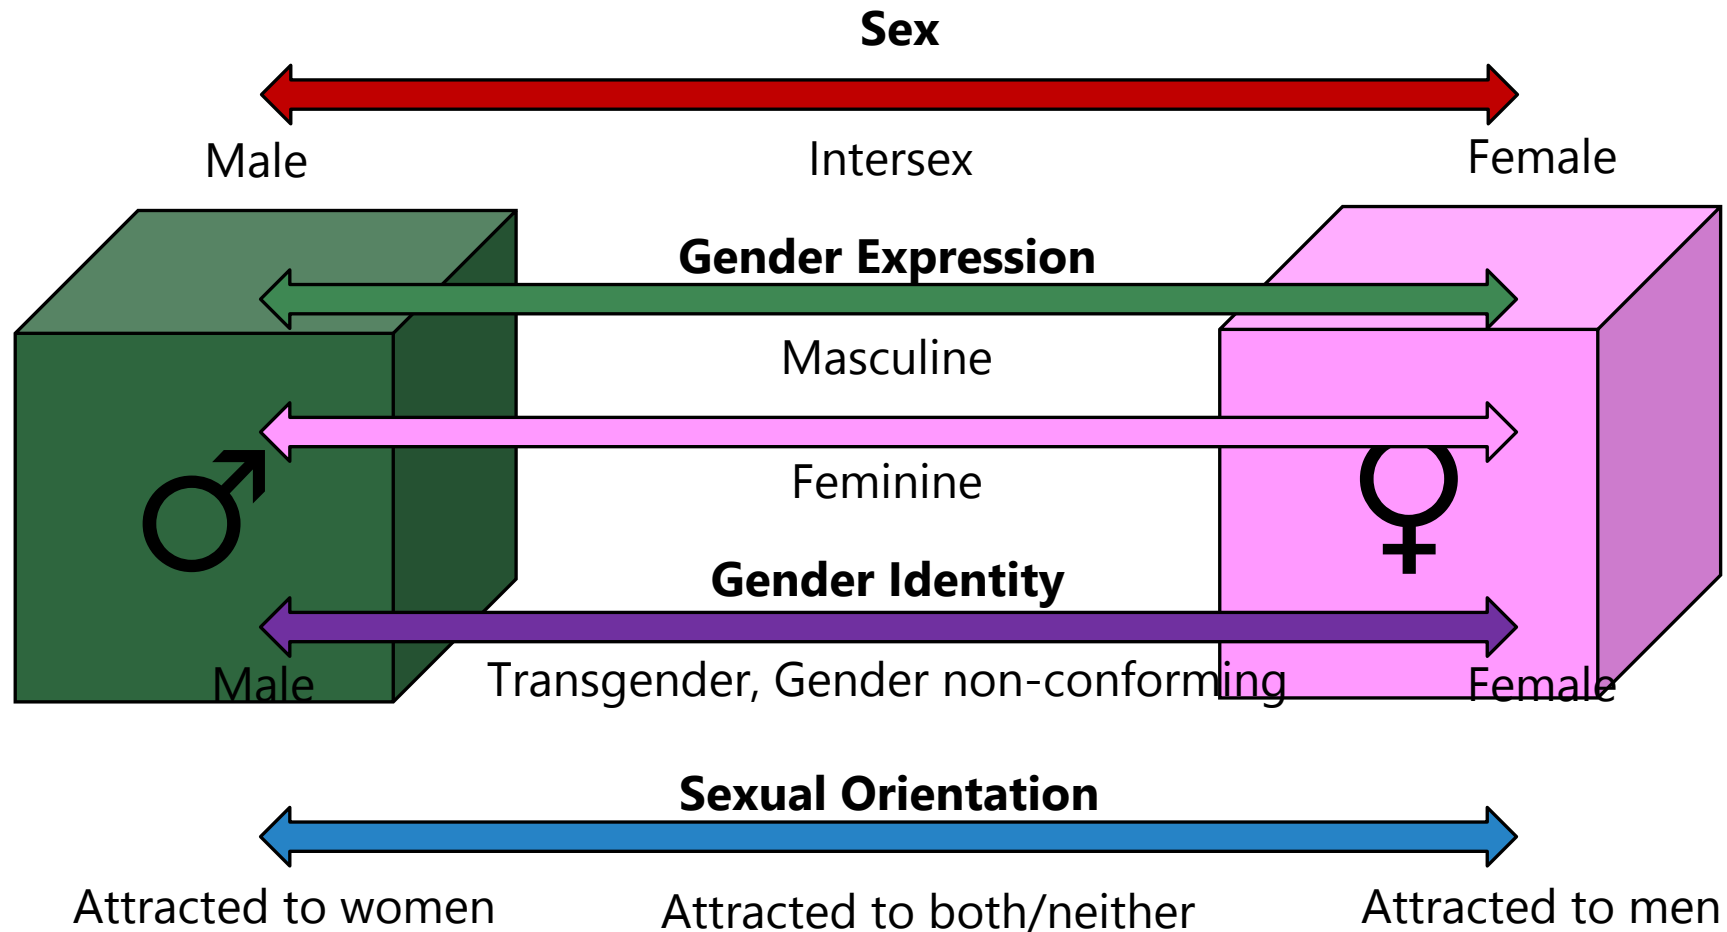 Sex
Male Intersex Female
Gender Expression
Masculine
Feminine
Gender Identity
Male Transgender, Gender non-conforming Female
Sexual Orientation
Attracted to women Attracted to both/neither Attracted to men